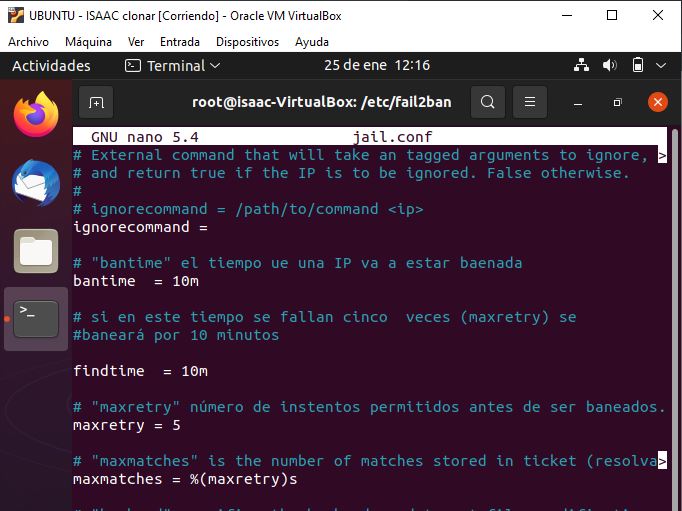 UBUNTU - ISAAC clonar [Corriendo] - Oracle VM VirtualBox
Archivo Máquina Ver Entrada Dispositivos Ayuda
Actividades Terminal 25 de ene 12:16
root@isaac-VirtualBox: /etc/fail2ban
GNU nano 5.4 jail.conf
# External command that will take an tagged arguments to ignore, >
# and return true if the IP is to be ignored. False otherwise.
#
# ignorecommand = /path/to/command <ip>
ignorecommand =
# "bantime" el tiempo ue una IP va a estar baenada
bantime = 10m
# si en este tiempo se fallan cinco veces (maxretry) se
#baneará por 10 minutos
findtime = 10m
# "maxretry" número de instentos permitidos antes de ser baneados.
maxretry = 5
# "maxmatches" is the number of matches stored in ticket (resolva>
maxmatches = %(maxretry)s